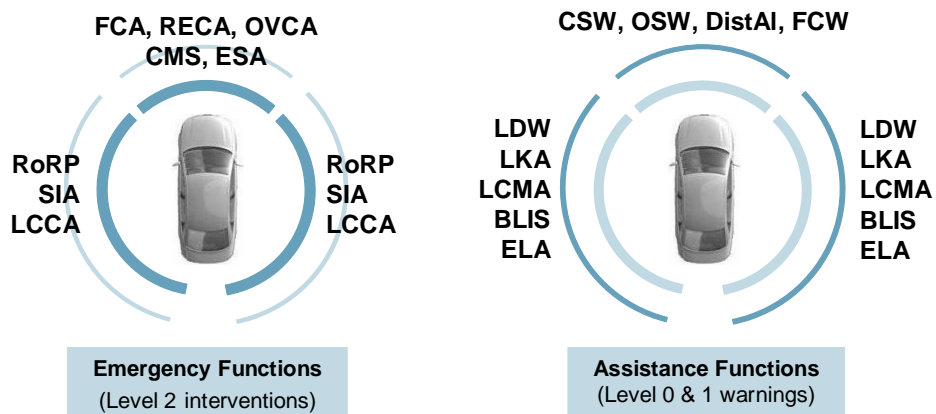 FCA, RECA, OVCA
CMS, ESA
RoRP
SIA
LCCA
RoRP
SIA
LCCA
Emergency Functions
(Level 2 interventions)
CSW, OSW, DistAI, FCW
LDW
LKA
LCMA
BLIS
ELA
LDW
LKA
LCMA
BLIS
ELA
Assistance Functions
(Level 0 & 1 warnings)